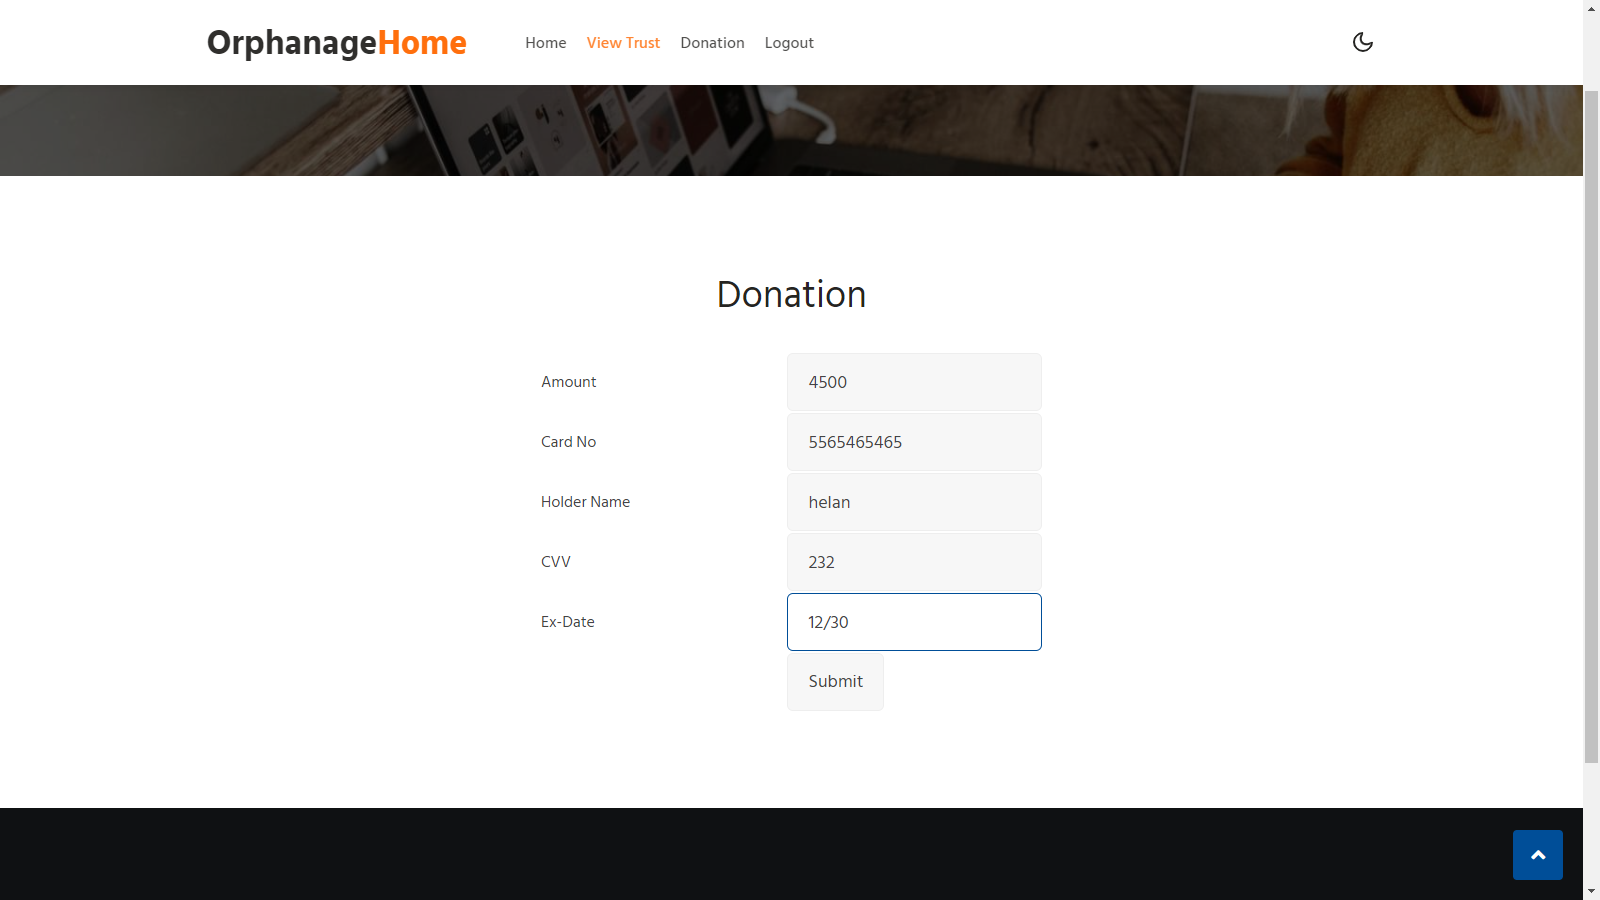 OrphanageHome Home View Trust Donation Logout
Donation
Amount 4500
Card No 5565465465
Holder Name helan
CVV 232
Ex-Date 12/30
Submit